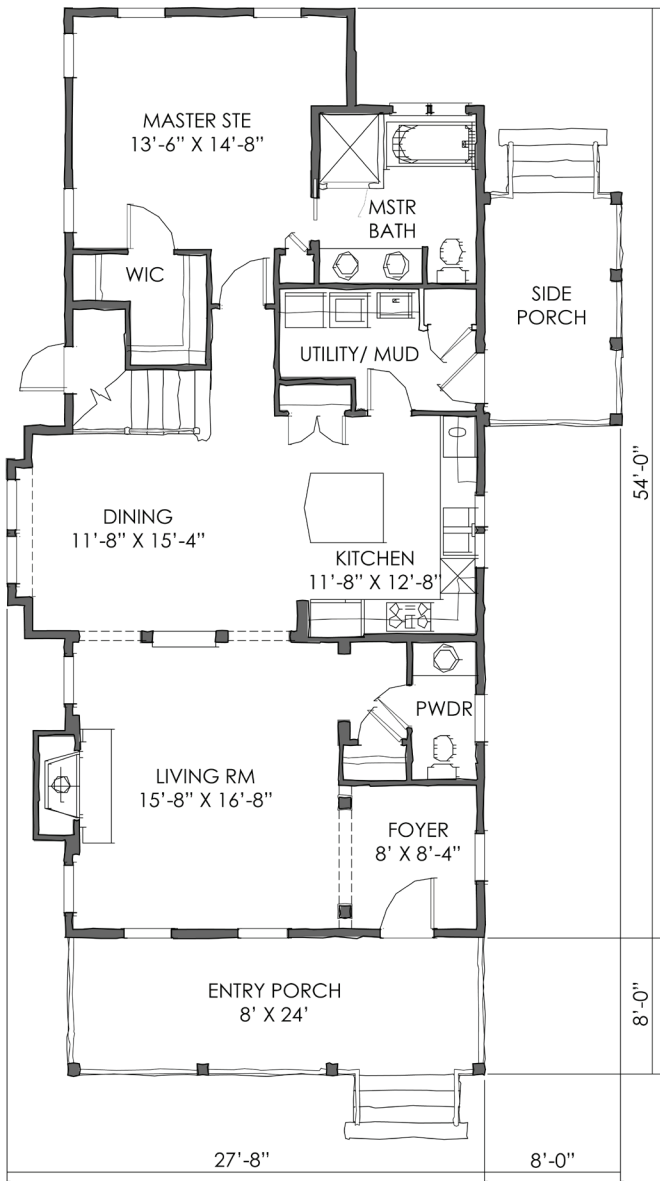 MASTER STE
13'-6" X 14'-8"
MSTR
BATH
WIC
SIDE
PORCH
UTILITY/ MUD
54'-0"
DINING
11'-8" X 15'-4"
KITCHEN
11'-8" X 12'-8"
PWDR
LIVING RM
15'-8" X 16'-8"
FOYER
8' X 8'-4"
ENTRY PORCH
8' X 24'
8'-0"
27'-8"
8'-0"